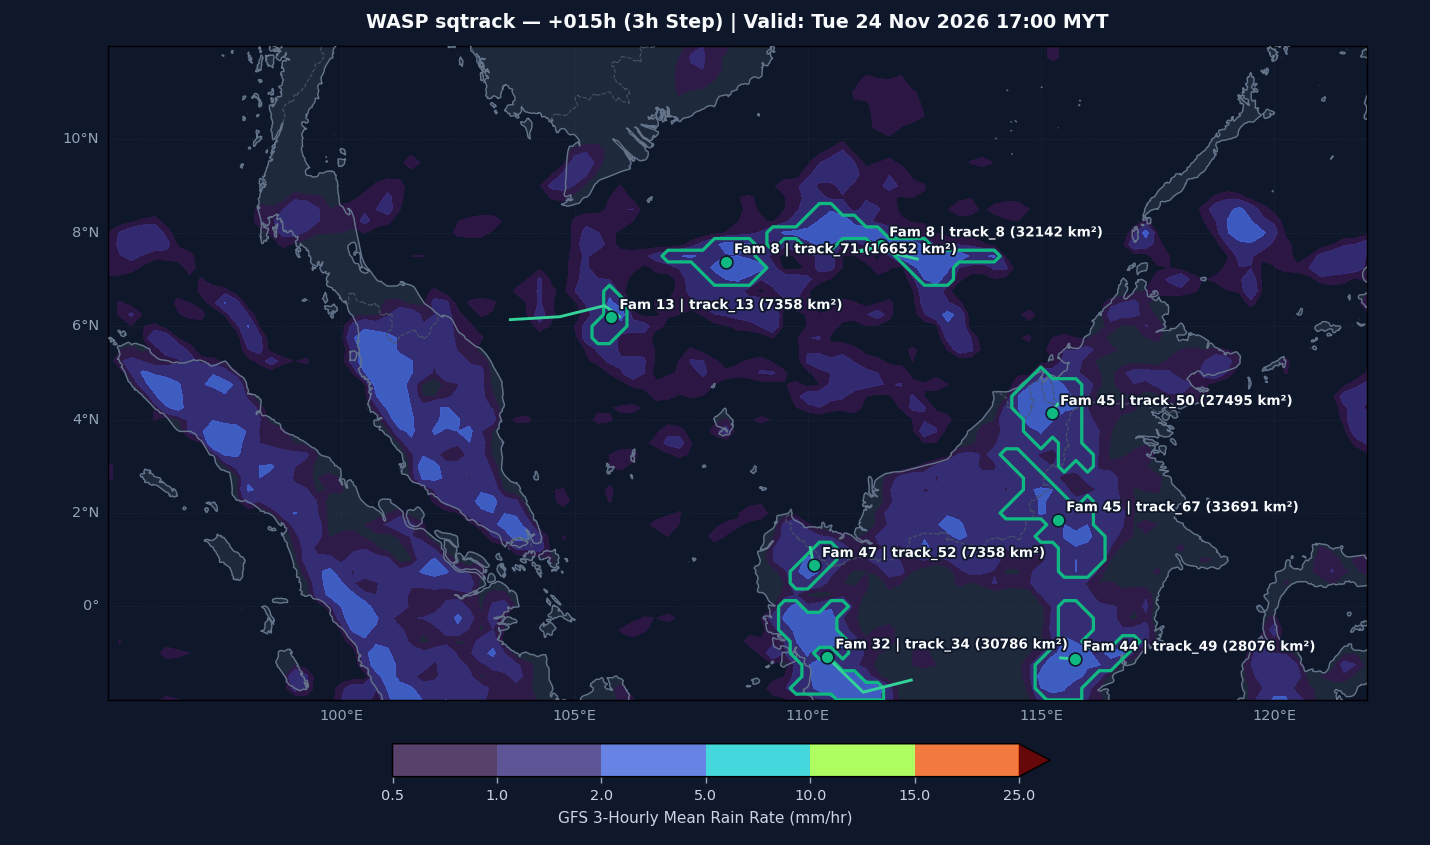 WASP sqtrack — +015h (3h Step) | Valid: Tue 24 Nov 2026 17:00 MYT
10°N
8°N
6°N
4°N
2°N
0°
Fam 8 | track_8 (32142 km²)
Fam 8 | track_71 (16652 km²)
Fam 13 | track_13 (7358 km²)
Fam 45 | track_50 (27495 km²)
Fam 45 | track_67 (33691 km²)
Fam 47 | track_52 (7358 km²)
Fam 32 | track_34 (30786 km²)
Fam 44 | track_49 (28076 km²)
100°E 105°E 110°E 115°E 120°E
0.5 1.0 2.0 5.0 10.0 15.0 25.0
GFS 3-Hourly Mean Rain Rate (mm/hr)